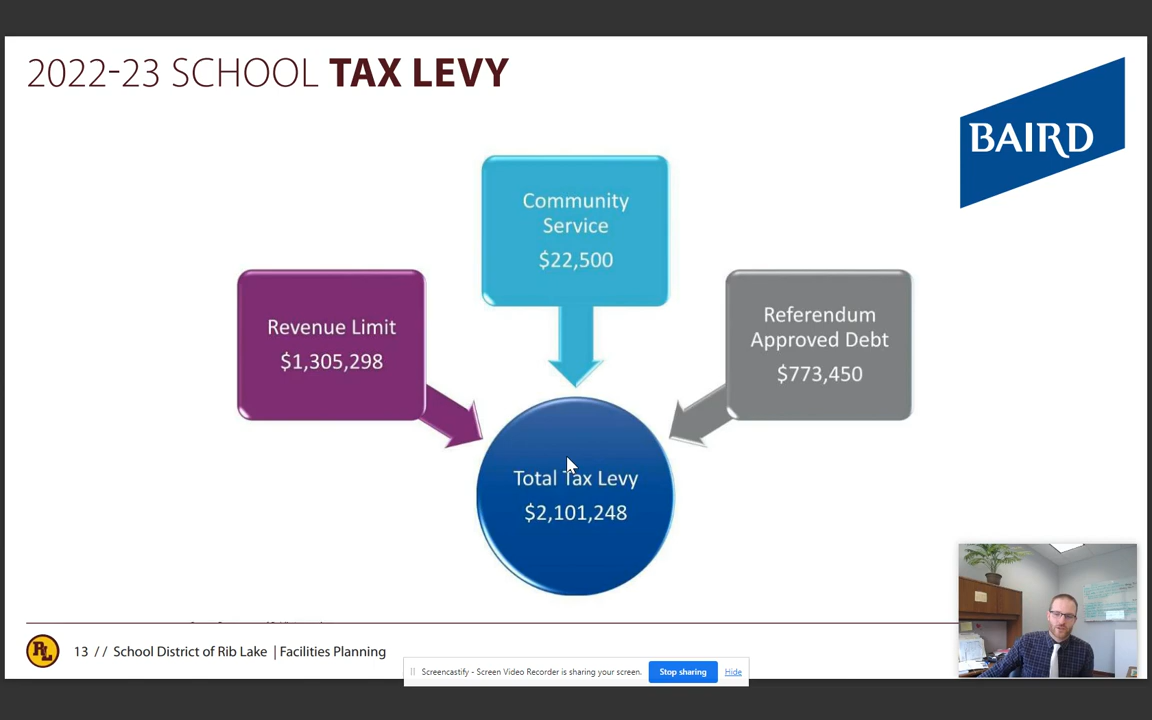 2022-23 SCHOOL TAX LEVY
BAIRD
Community
Service
$22,500
Revenue Limit
$1,305,298
Referendum
Approved Debt
$773,450
Total Tax Levy
$2,101,248
RL
13 // School District of Rib Lake | Facilities Planning
Screencastify - Screen Video Recorder is sharing your screen.
Stop sharing
Hide